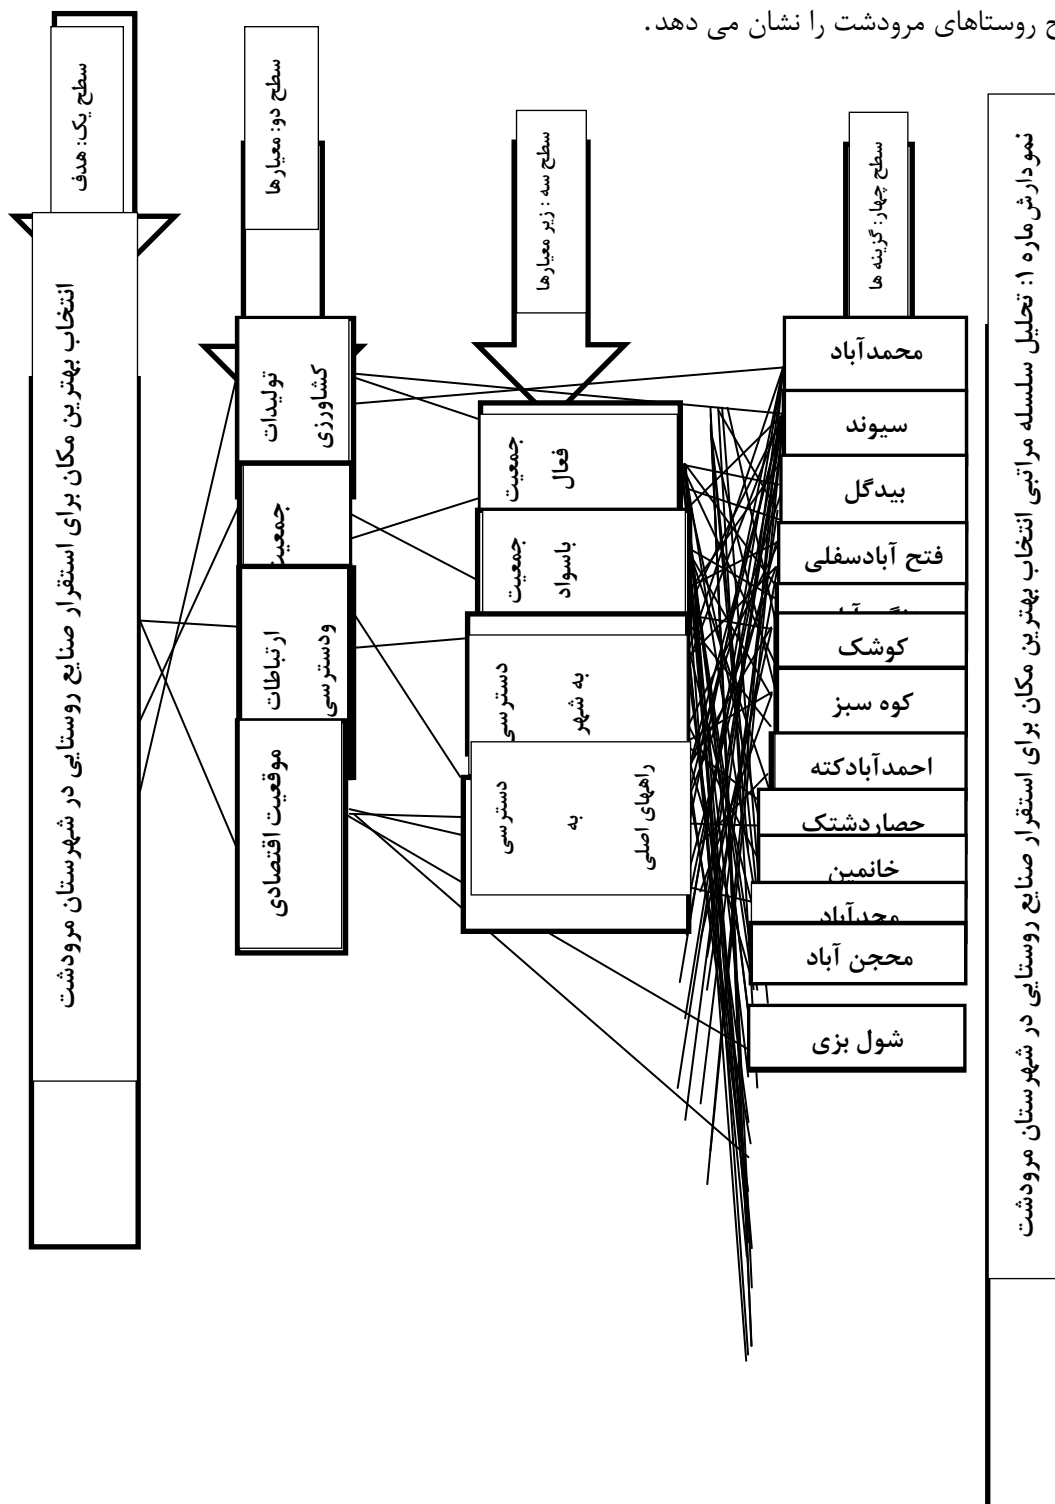 ح روستاهای مرودشت را نشان می دهد.
نمودارشماره ۱: تحلیل سلسله مراتبی انتخاب بهترین مکان برای استقرار صنایع روستایی در شهرستان مرودشت
سطح یک: هدف
انتخاب بهترین مکان برای استقرار صنایع روستایی در شهرستان مرودشت
سطح دو: معیارها
تولیدات
کشاورزی
جمعیت
ارتباطات
ودسترسی
موقعیت اقتصادی
سطح سه : زیر معیارها
جمعیت
فعال
جمعیت
باسواد
دسترسی
به شهر
دسترسی
به
راههای اصلی
سطح چهار: گزینه ها
محمدآباد
سیوند
بیدگل
فتح آبادسفلی
کوشک
کوه سبز
احمدآبادکته
حصاردشتک
خانمین
مجدآباد
محجن آباد
شول بزی